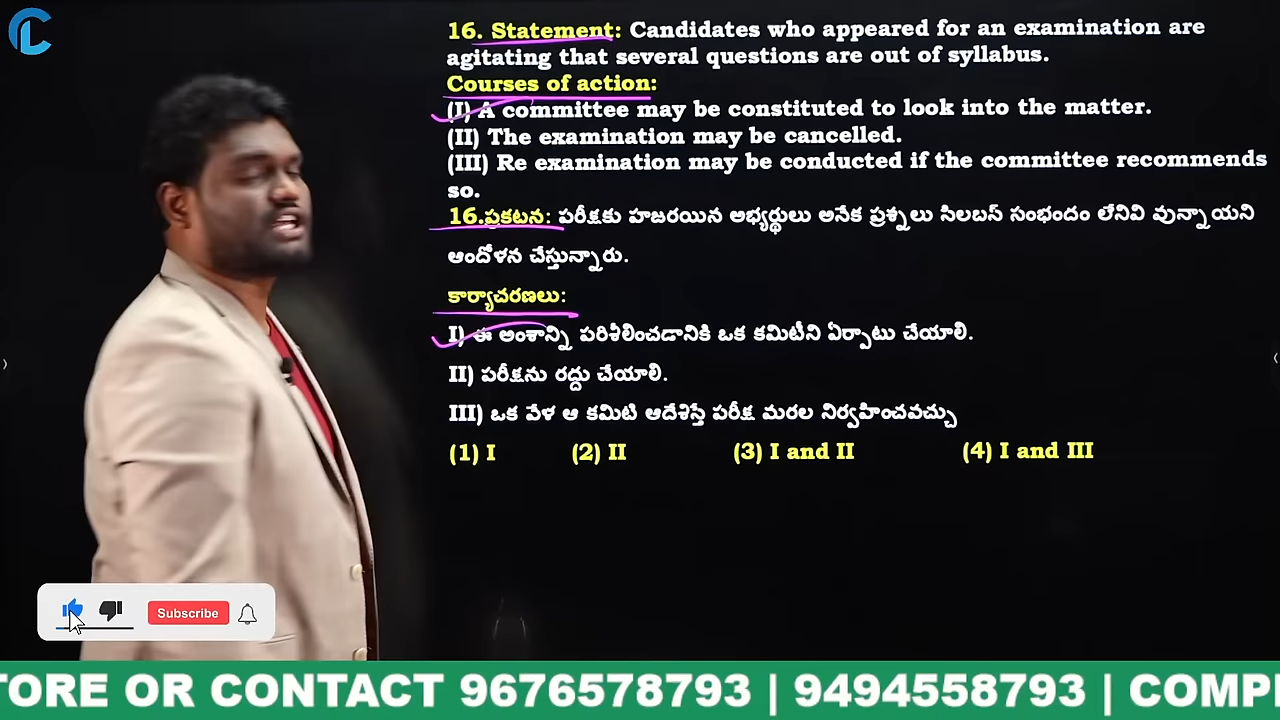 16. Statement: Candidates who appeared for an examination are
agitating that several questions are out of syllabus.
Courses of action:
(I) A committee may be constituted to look into the matter.
(II) The examination may be cancelled.
(III) Re examination may be conducted if the committee recommends
so.
16.ప్రకటన: పరీక్షకు హజరయిన అభ్యర్థులు అనేక ప్రశ్నలు సిలబస్ సంభందం లేనివి వున్నాయని
ఆందోళన చేస్తున్నారు.
కార్యాచరణలు:
I) ఈ అంశాన్ని పరిశీలించడానికి ఒక కమిటీని ఏర్పాటు చేయాలి.
II) పరీక్షను రద్దు చేయాలి.
III) ఒక వేళ ఆ కమిటి ఆదేశిస్తే పరీక్ష మరల నిర్వహించవచ్చు
(1) I (2) II (3) I and II (4) I and III
Subscribe
TORE OR CONTACT 9676578793 | 9494558793 | COMPI